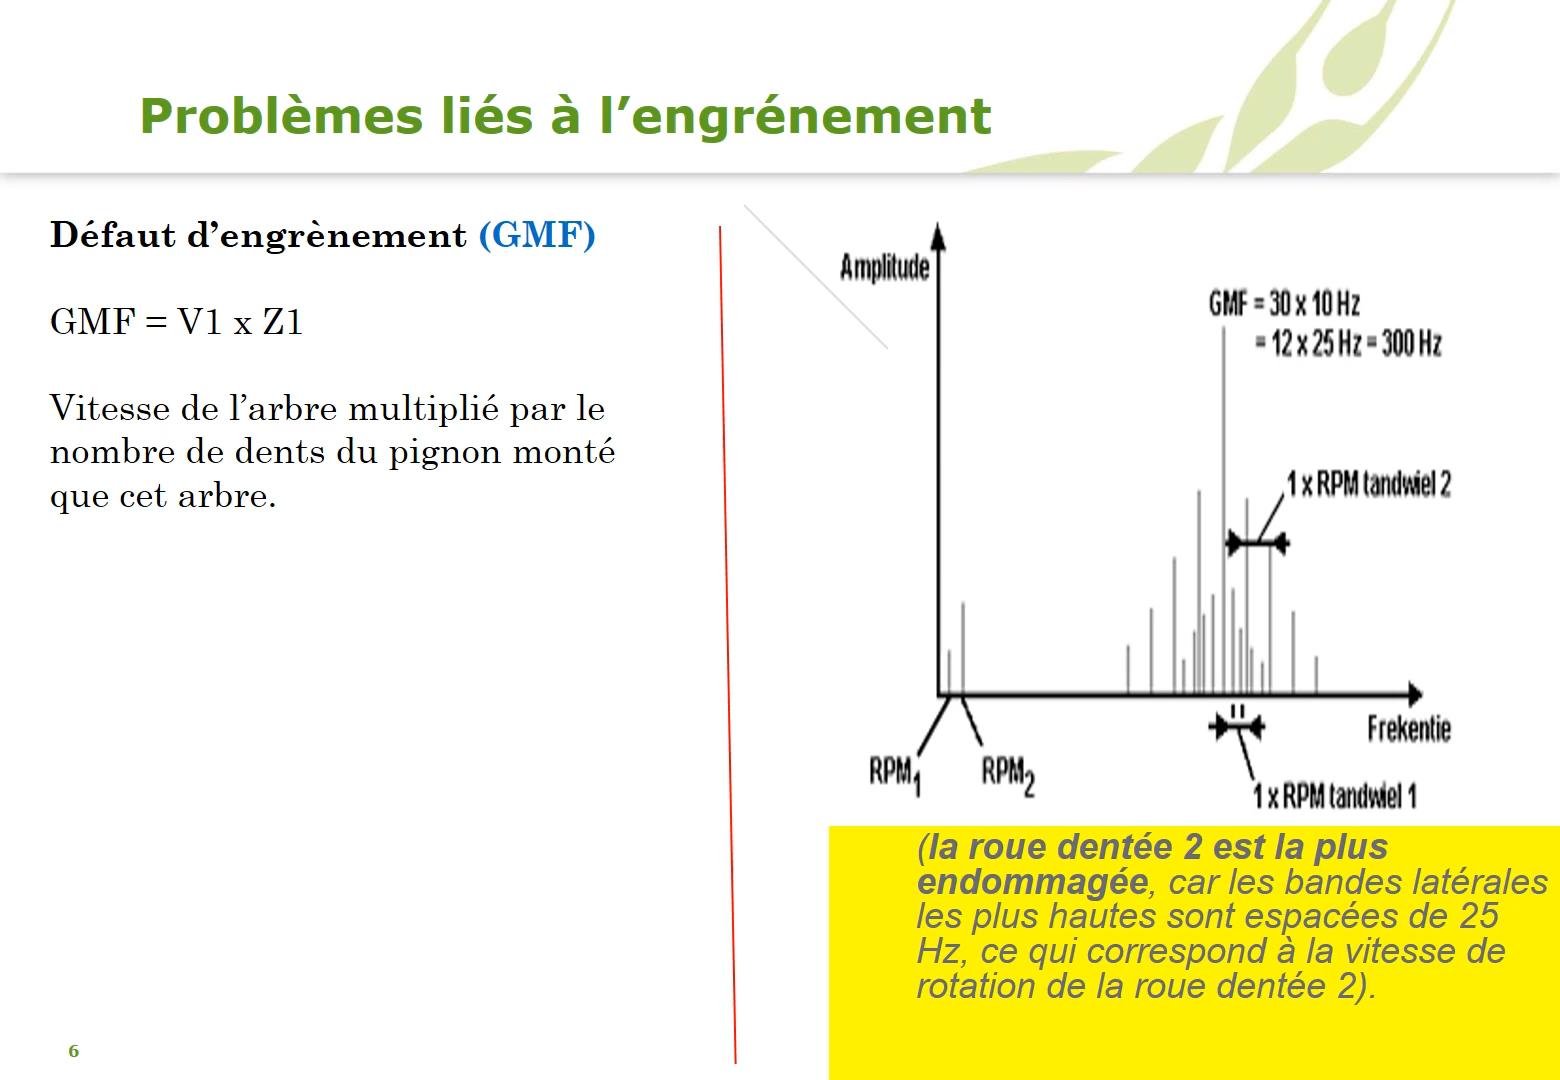 Problèmes liés à l’engrénement
Défaut d’engrènement (GMF)
GMF = V1 x Z1
Vitesse de l’arbre multiplié par le
nombre de dents du pignon monté
que cet arbre.
Amplitude
GMF = 30 x 10 Hz
= 12 x 25 Hz = 300 Hz
1 x RPM tandwiel 2
Frekentie
RPM1
RPM2
1 x RPM tandwiel 1
(la roue dentée 2 est la plus
endommagée, car les bandes latérales
les plus hautes sont espacées de 25
Hz, ce qui correspond à la vitesse de
rotation de la roue dentée 2).
6